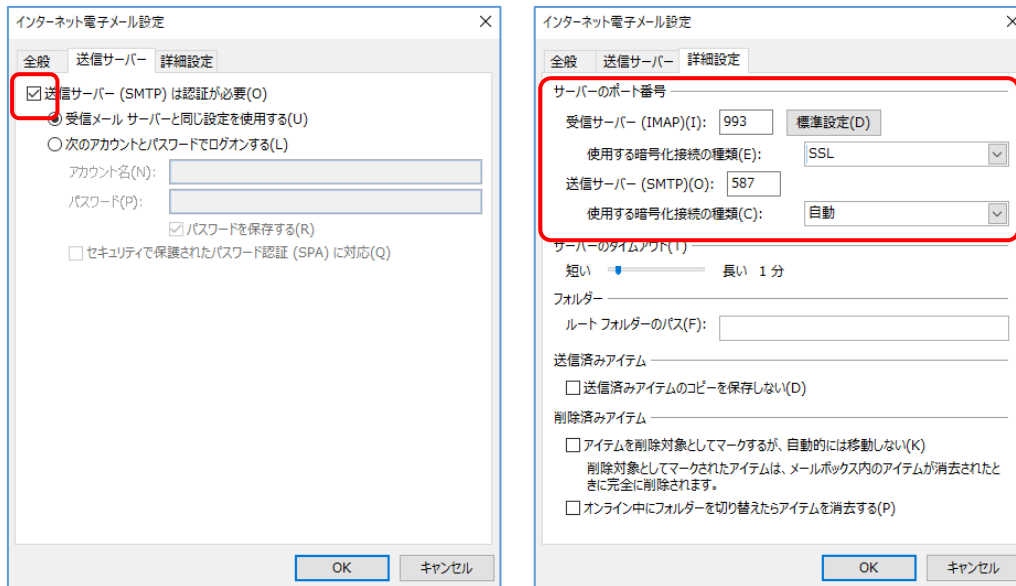 インターネット電子メール設定
全般 送信サーバー 詳細設定
送信サーバー (SMTP) は認証が必要(O)
受信メール サーバーと同じ設定を使用する(U)
次のアカウントとパスワードでログオンする(L)
アカウント名(N):
パスワード(P):
パスワードを保存する(R)
セキュリティで保護されたパスワード認証 (SPA) に対応(Q)
OK キャンセル
インターネット電子メール設定
全般 送信サーバー 詳細設定
サーバーのポート番号
受信サーバー (IMAP)(I): 993 標準設定(D)
使用する暗号化接続の種類(E): SSL
送信サーバー (SMTP)(O): 587
使用する暗号化接続の種類(C): 自動
サーバーのタイムアウト(T)
短い 長い 1 分
フォルダー
ルート フォルダーのパス(F):
送信済みアイテム
送信済みアイテムのコピーを保存しない(D)
削除済みアイテム
アイテムを削除対象としてマークするが、自動的には移動しない(K)
削除対象としてマークされたアイテムは、メールボックス内のアイテムが消去されたと
きに完全に削除されます。
オンライン中にフォルダーを切り替えたらアイテムを消去する(P)
OK キャンセル